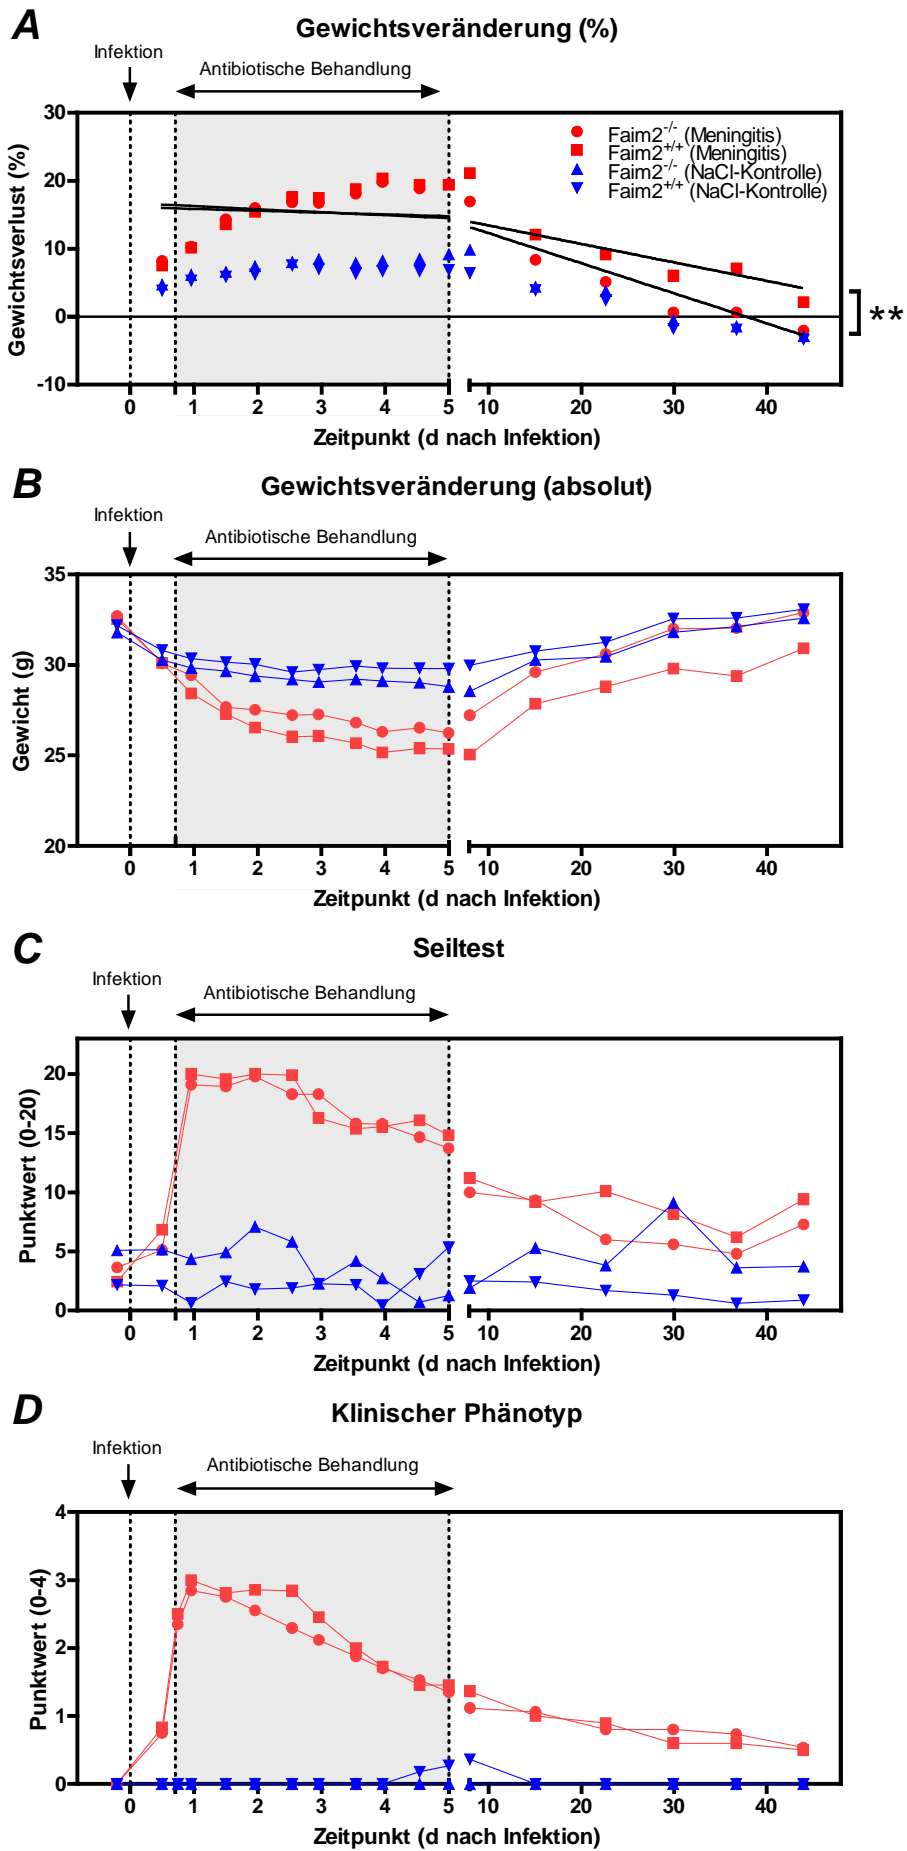 A
Gewichtsveränderung (%)
Infektion
Antibiotische Behandlung
Gewichtsverlust (%)
30
20
10
0
-10
Faim2-/- (Meningitis)
Faim2+/+ (Meningitis)
Faim2-/- (NaCl-Kontrolle)
Faim2+/+ (NaCl-Kontrolle)
**
0 1 2 3 4 5 10 20 30 40
Zeitpunkt (d nach Infektion)
B
Gewichtsveränderung (absolut)
Infektion
Antibiotische Behandlung
Gewicht (g)
35
30
25
20
0 1 2 3 4 5 10 20 30 40
Zeitpunkt (d nach Infektion)
C
Seiltest
Infektion
Antibiotische Behandlung
Punktwert (0-20)
20
15
10
5
0
0 1 2 3 4 5 10 20 30 40
Zeitpunkt (d nach Infektion)
D
Klinischer Phänotyp
Infektion
Antibiotische Behandlung
Punktwert (0-4)
4
3
2
1
0
0 1 2 3 4 5 10 20 30 40
Zeitpunkt (d nach Infektion)